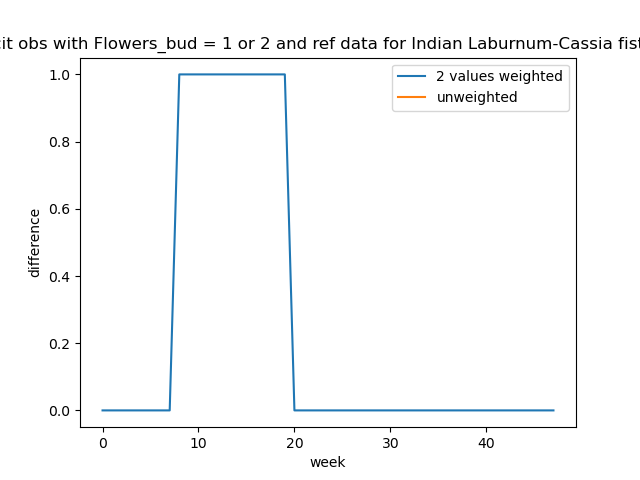 cit obs with Flowers_bud = 1 or 2 and ref data for Indian Laburnum-Cassia fist
2 values weighted
unweighted
1.0
0.8
0.6
0.4
0.2
0.0
difference
0 10 20 30 40
week